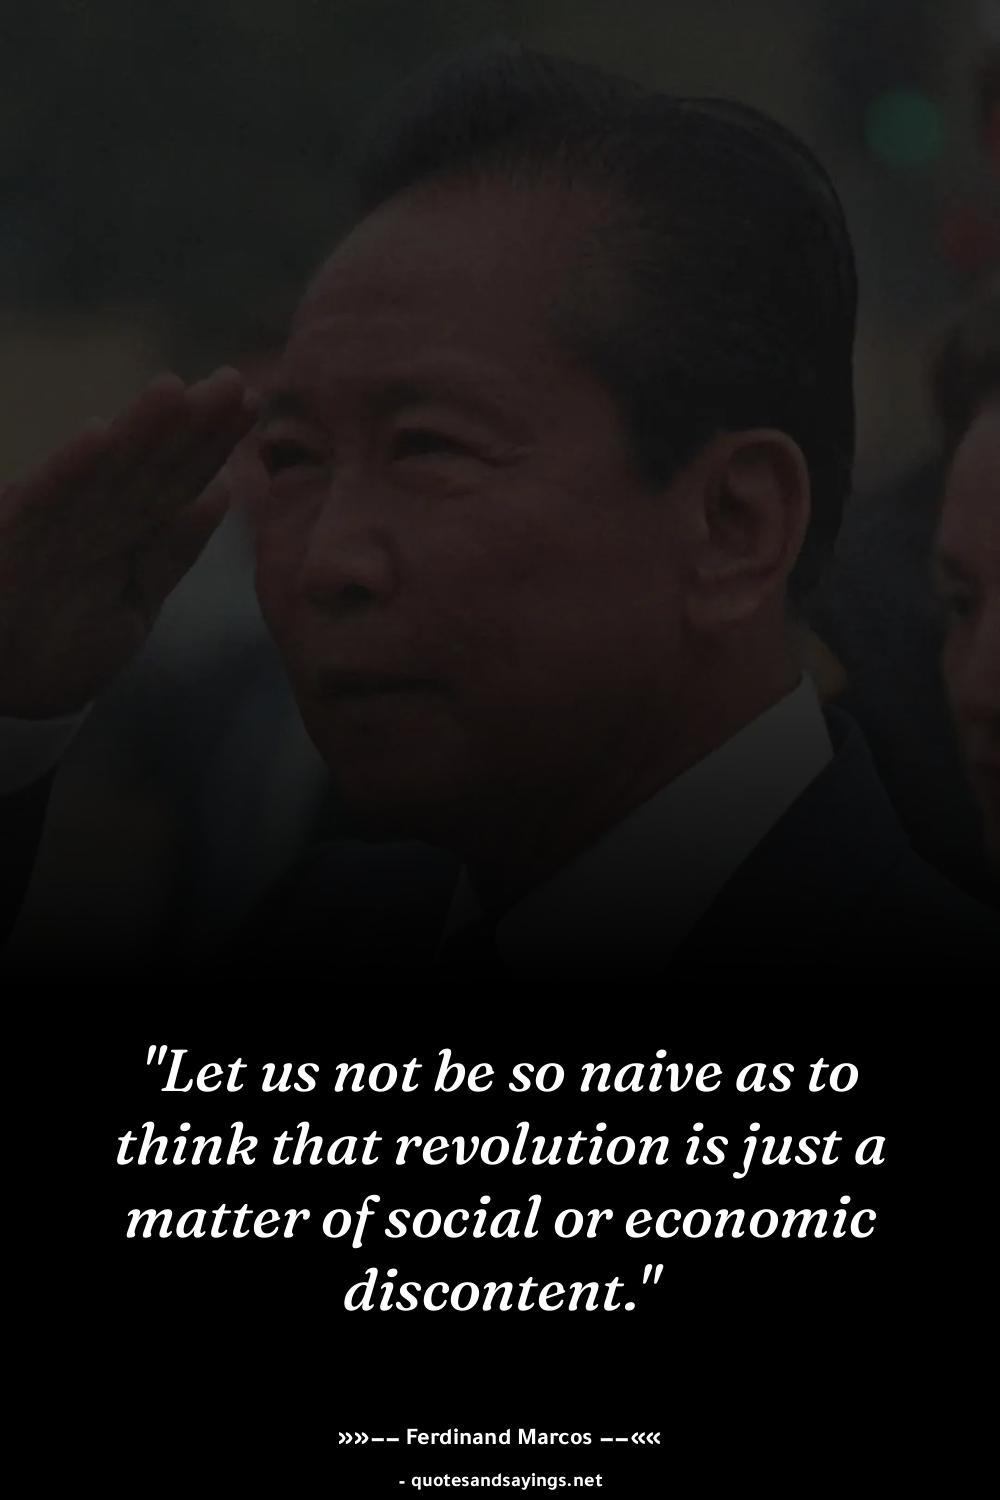 "Let us not be so naive as to
think that revolution is just a
matter of social or economic
discontent."
»»−− Ferdinand Marcos −−««
- quotesandsayings.net